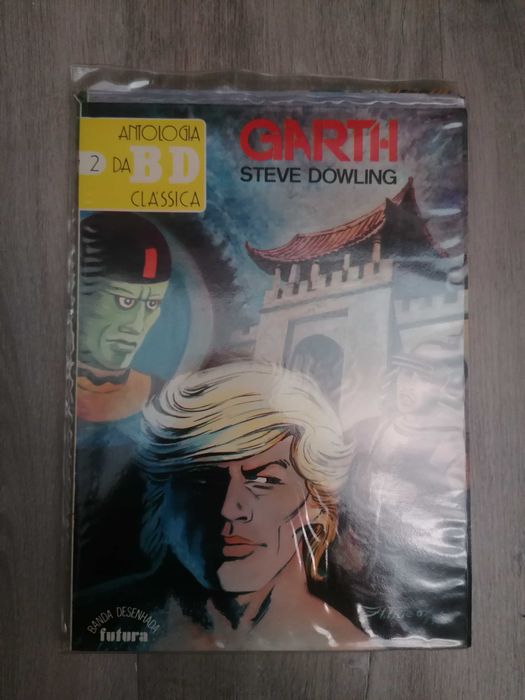 ANTOLOGIA
2 DA BD
CLÁSSICA
GARTH
STEVE DOWLING
BANDA DESENHADA
futura